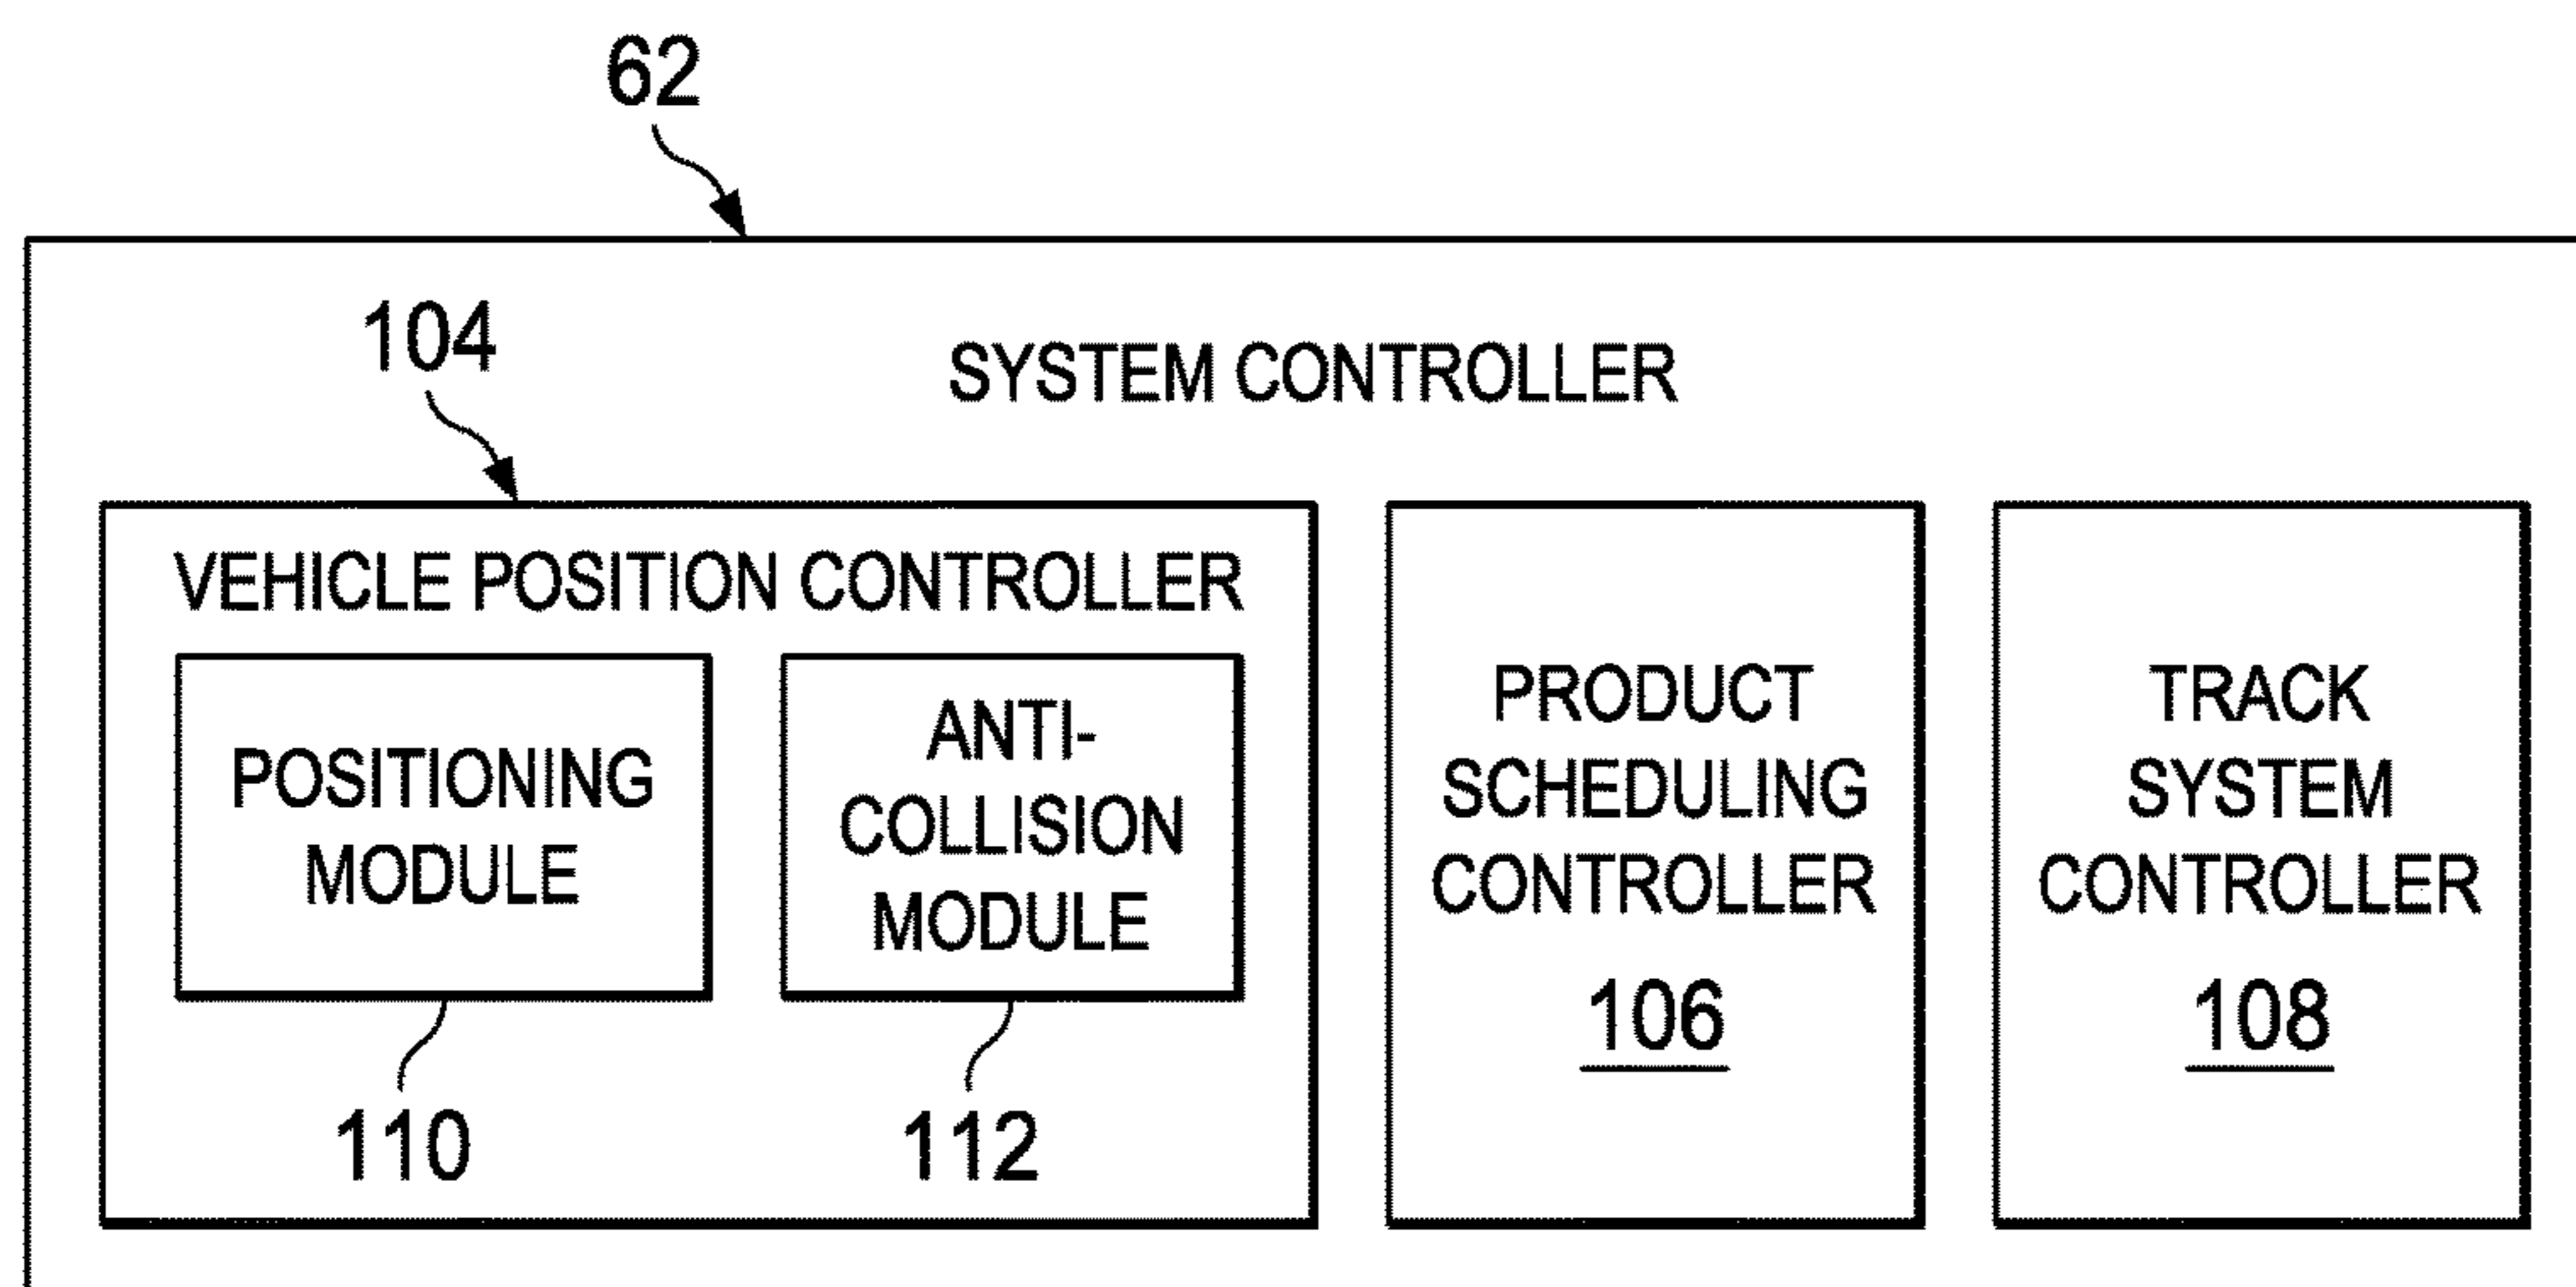 62
104
SYSTEM CONTROLLER
VEHICLE POSITION CONTROLLER
POSITIONING
MODULE
110
ANTI-
COLLISION
MODULE
112
PRODUCT
SCHEDULING
CONTROLLER
106
TRACK
SYSTEM
CONTROLLER
108